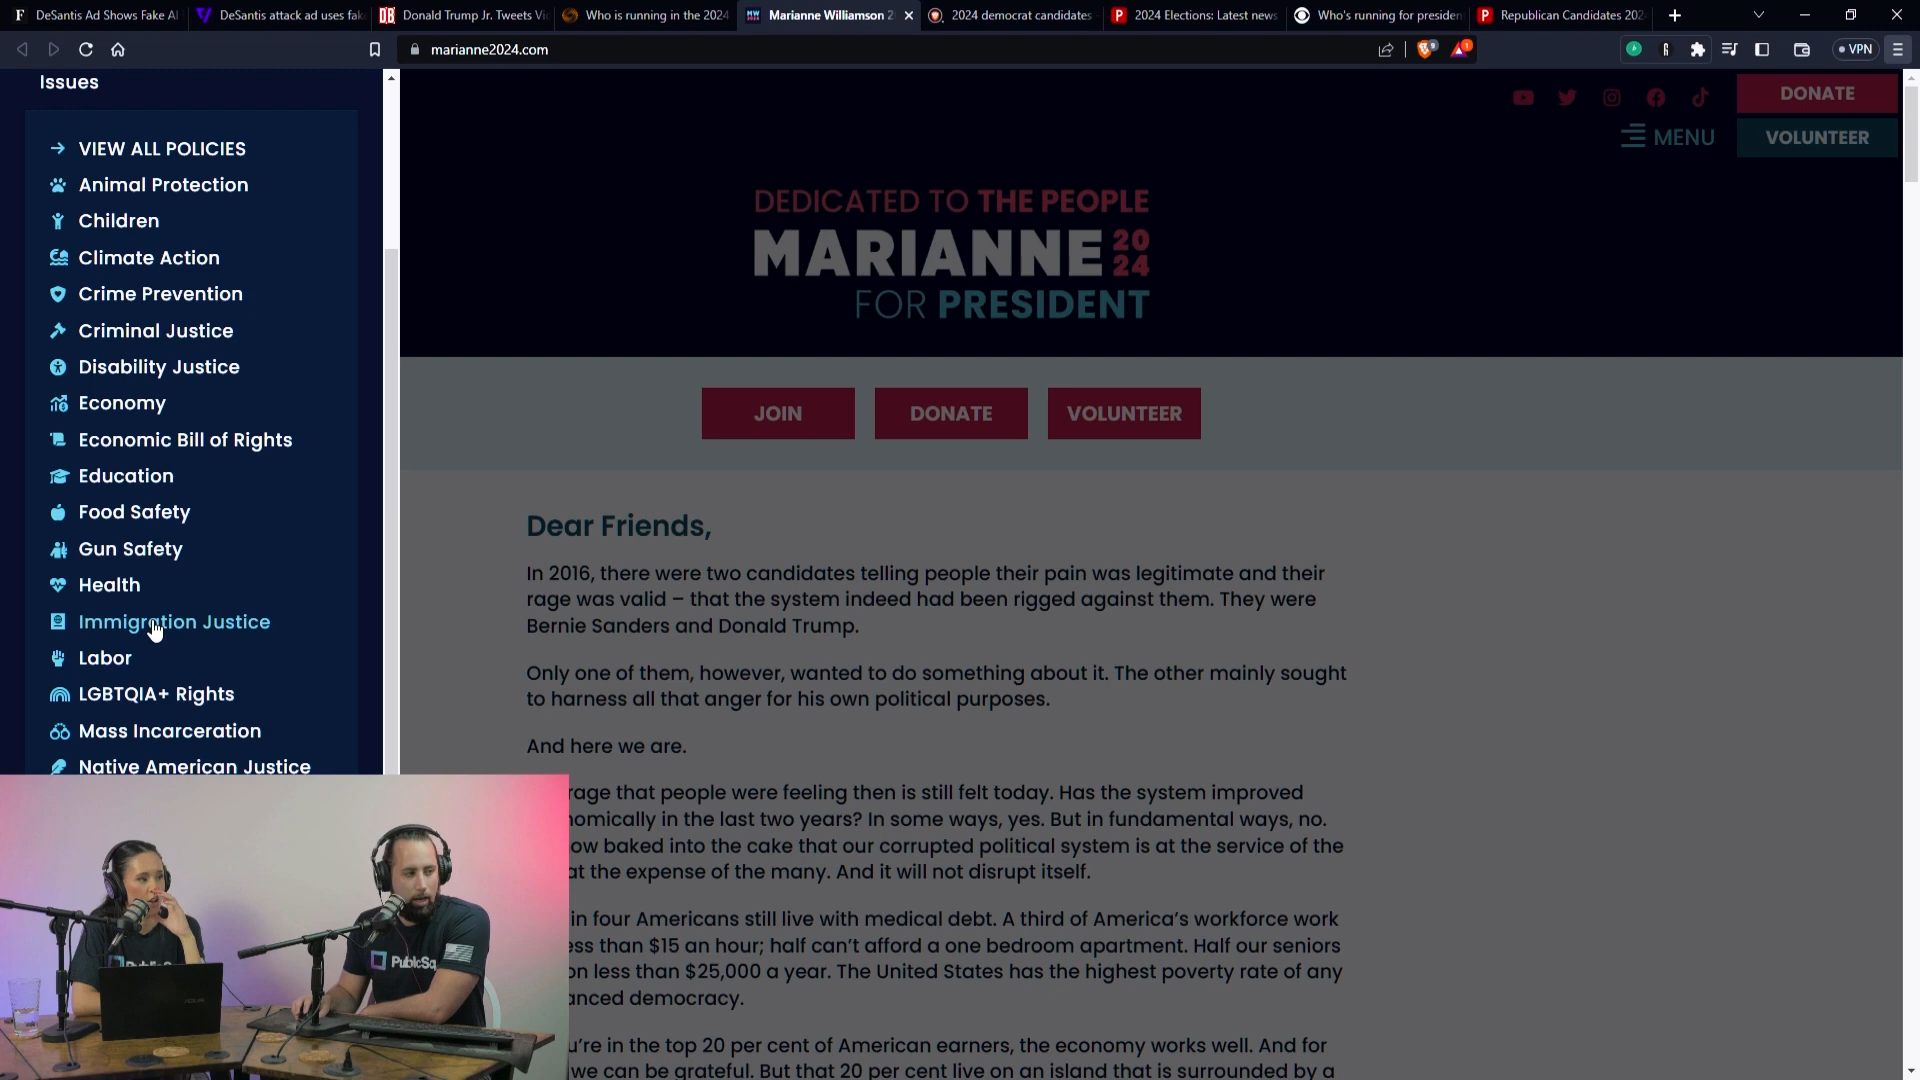 DeSantis Ad Shows Fake AI
DeSantis attack ad uses fak
Donald Trump Jr. Tweets Vi
Who is running in the 2024
Marianne Williamson 2
2024 democrat candidates
2024 Elections: Latest news
Who's running for presiden
Republican Candidates 202
marianne2024.com
VPN
Issues
VIEW ALL POLICIES
Animal Protection
Children
Climate Action
Crime Prevention
Criminal Justice
Disability Justice
Economy
Economic Bill of Rights
Education
Food Safety
Gun Safety
Health
Immigration Justice
Labor
LGBTQIA+ Rights
Mass Incarceration
Native American Justice
DONATE
MENU
VOLUNTEER
DEDICATED TO THE PEOPLE
MARIANNE 2024
FOR PRESIDENT
JOIN
DONATE
VOLUNTEER
Dear Friends,
In 2016, there were two candidates telling people their pain was legitimate and their
rage was valid – that the system indeed had been rigged against them. They were
Bernie Sanders and Donald Trump.
Only one of them, however, wanted to do something about it. The other mainly sought
to harness all that anger for his own political purposes.
And here we are.
rage that people were feeling then is still felt today. Has the system improved
nomically in the last two years? In some ways, yes. But in fundamental ways, no.
ow baked into the cake that our corrupted political system is at the service of the
at the expense of the many. And it will not disrupt itself.
in four Americans still live with medical debt. A third of America's workforce work
ess than $15 an hour; half can't afford a one bedroom apartment. Half our seniors
on less than $25,000 a year. The United States has the highest poverty rate of any
anced democracy.
u're in the top 20 per cent of American earners, the economy works well. And for
we can be grateful. But that 20 per cent live on an island that is surrounded by a
PublicSq
ASUS